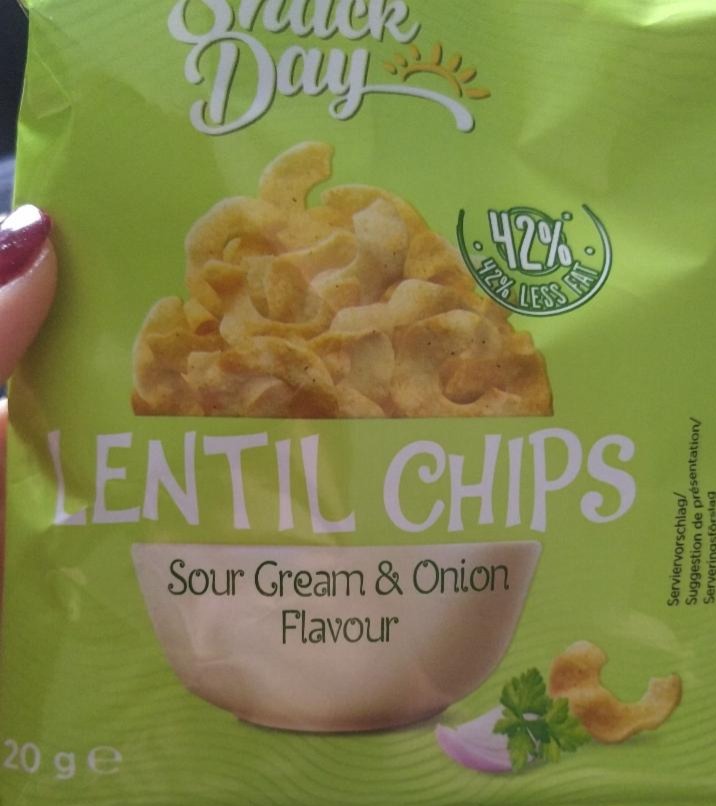 Snack
Day
42%
42% LESS FAT
LENTIL CHIPS
Sour Cream & Onion
Flavour
Serviervorschlag/
Suggestion de présentation/
Serveringsförslag
20 g ℮